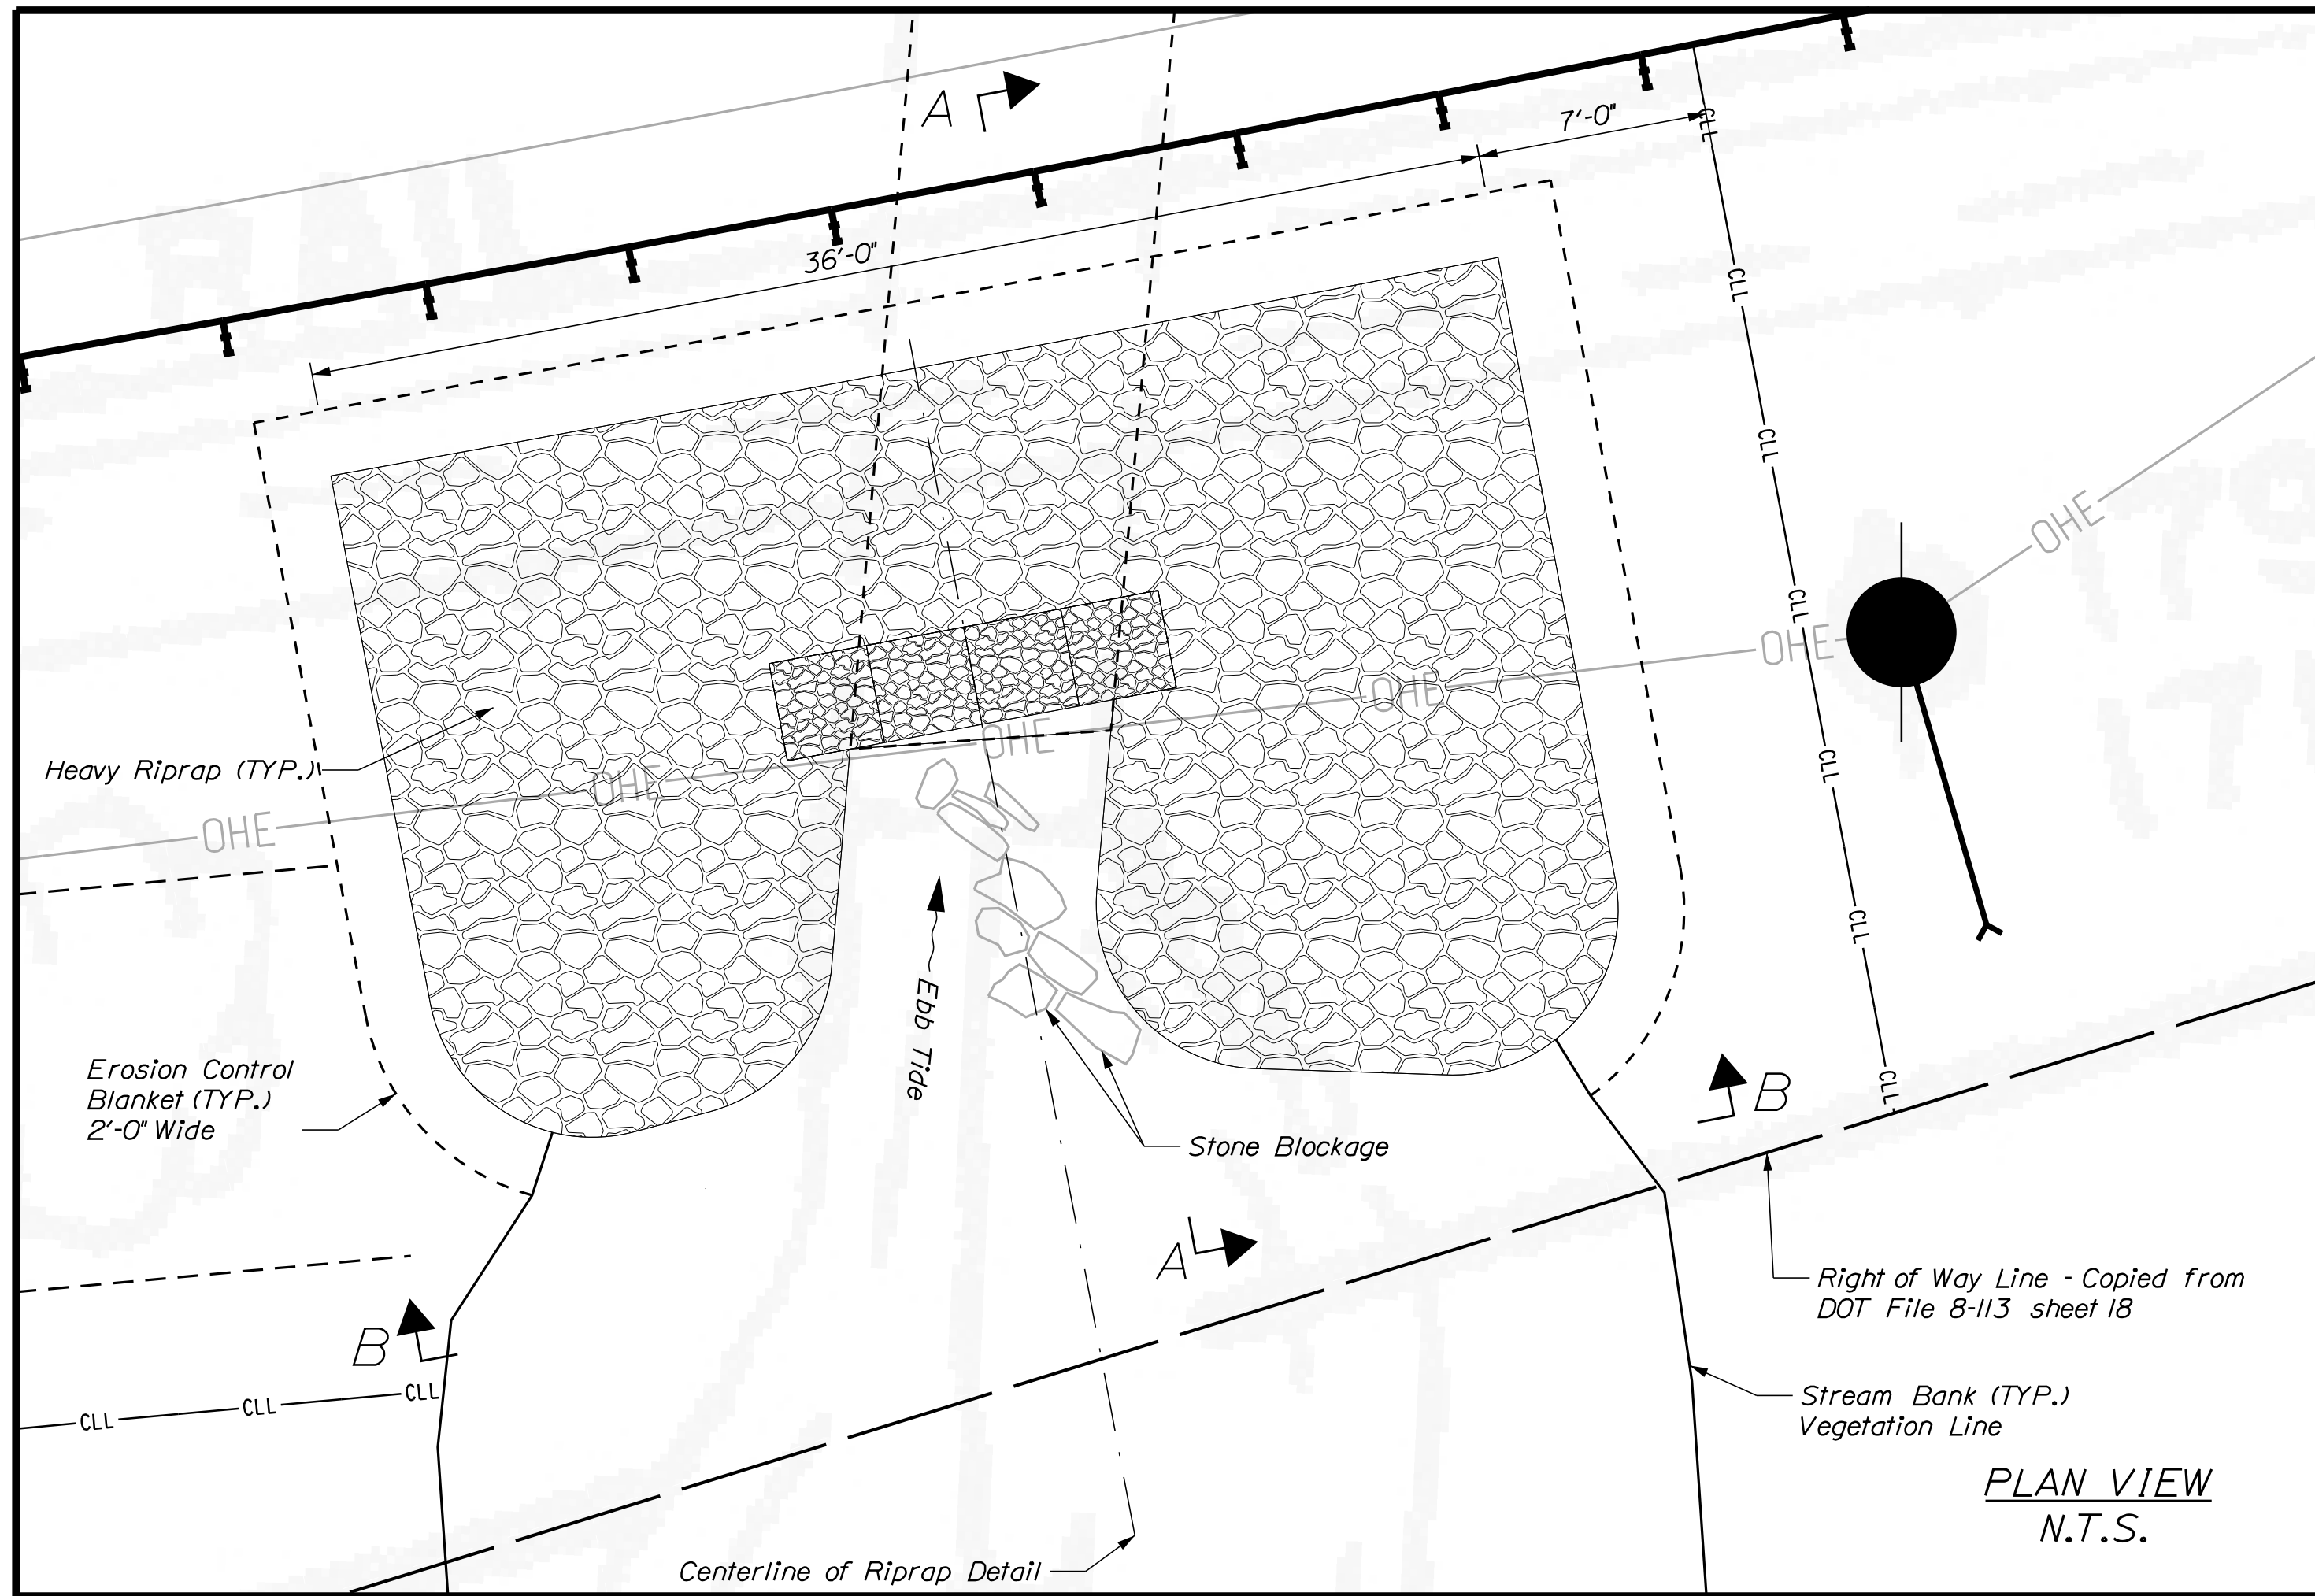 A
7'-0"
CLL
36'-0"
CLL
CLL
OHE
CLL
OHE
OHE
OHE
Heavy Riprap (TYP.)
CLL
OHE
OHE
CLL
Ebb Tide
Erosion Control
Blanket (TYP.)
2'-0" Wide
CLL
B
Stone Blockage
A
Right of Way Line - Copied from
DOT File 8-113 sheet 18
B
CLL
CLL
CLL
Stream Bank (TYP.)
Vegetation Line
PLAN VIEW
N.T.S.
Centerline of Riprap Detail